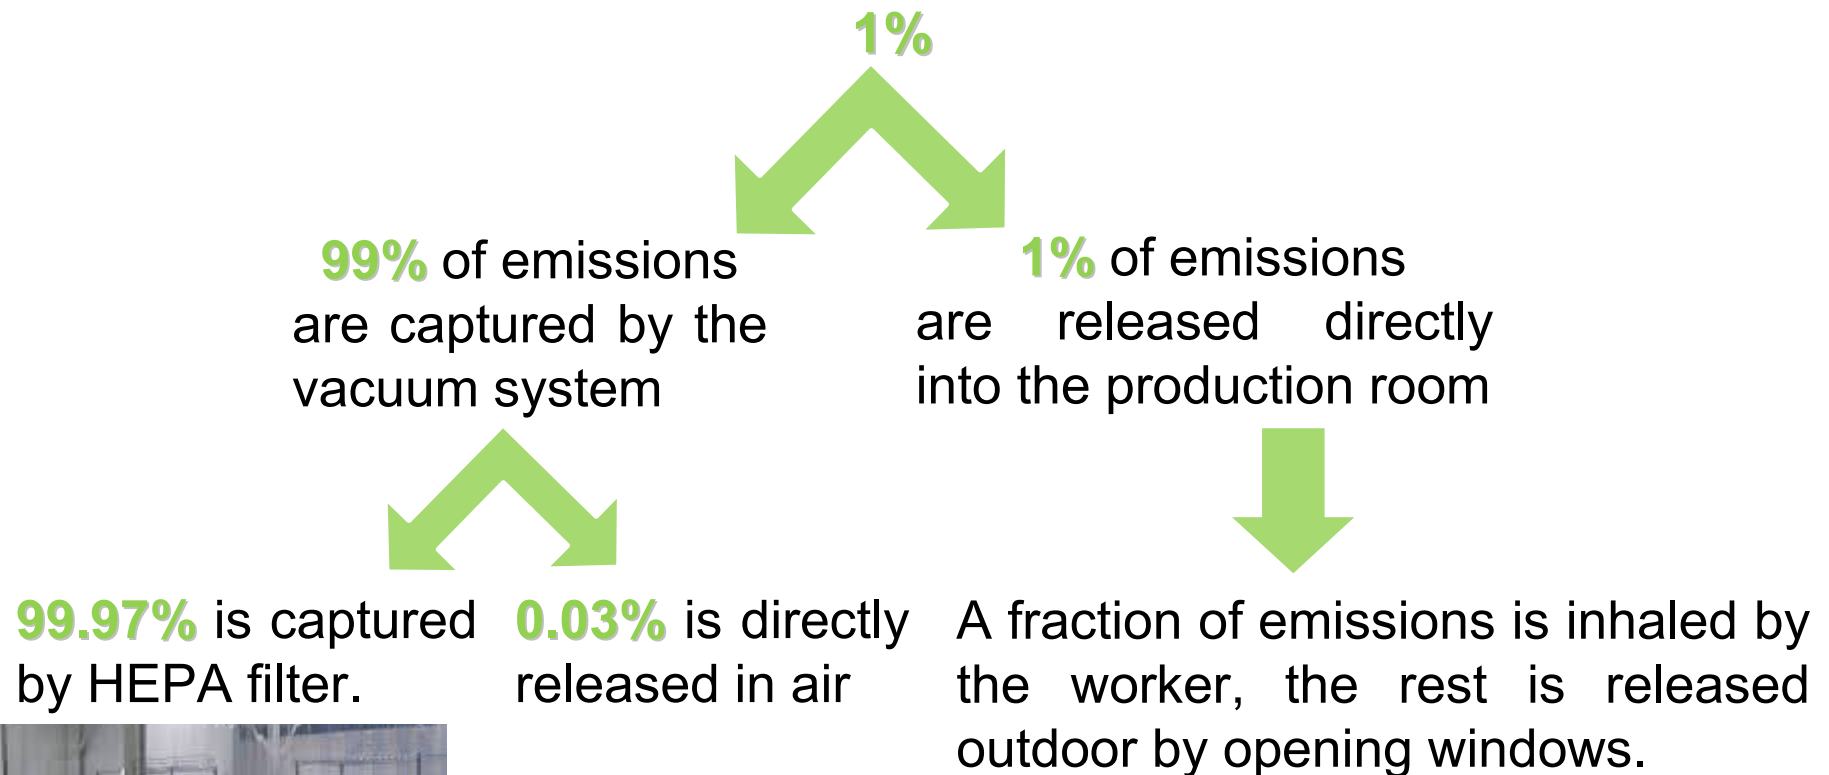 1%
99% of emissions
are captured by the
vacuum system
1% of emissions
are released directly
into the production room
99.97% is captured
by HEPA filter.
0.03% is directly
released in air
A fraction of emissions is inhaled by
the worker, the rest is released
outdoor by opening windows.